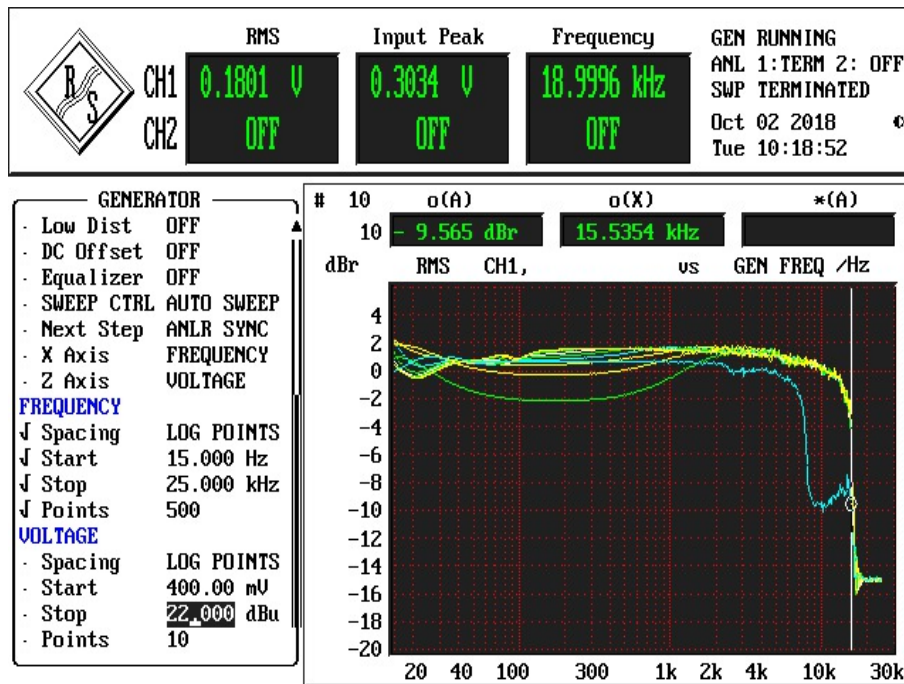 RMS Input Peak Frequency GEN RUNNING
R S CH1 0.1801 V 0.3034 V 18.9996 kHz ANL 1:TERM 2: OFF
SWP TERMINATED
CH2 OFF OFF OFF Oct 02 2018
Tue 10:18:52
GENERATOR
· Low Dist OFF
· DC Offset OFF
· Equalizer OFF
· SWEEP CTRL AUTO SWEEP
· Next Step ANLR SYNC
· X Axis FREQUENCY
· Z Axis VOLTAGE
FREQUENCY
√ Spacing LOG POINTS
√ Start 15.000 Hz
√ Stop 25.000 kHz
√ Points 500
VOLTAGE
· Spacing LOG POINTS
· Start 400.00 mV
· Stop 22.000 dBu
· Points 10
# 10 o(A) o(X) *(A)
10 - 9.565 dBr 15.5354 kHz
dBr RMS CH1, vs GEN FREQ /Hz
4
2
0
-2
-4
-6
-8
-10
-12
-14
-16
-18
-20
20 40 100 300 1k 2k 4k 10k 30k